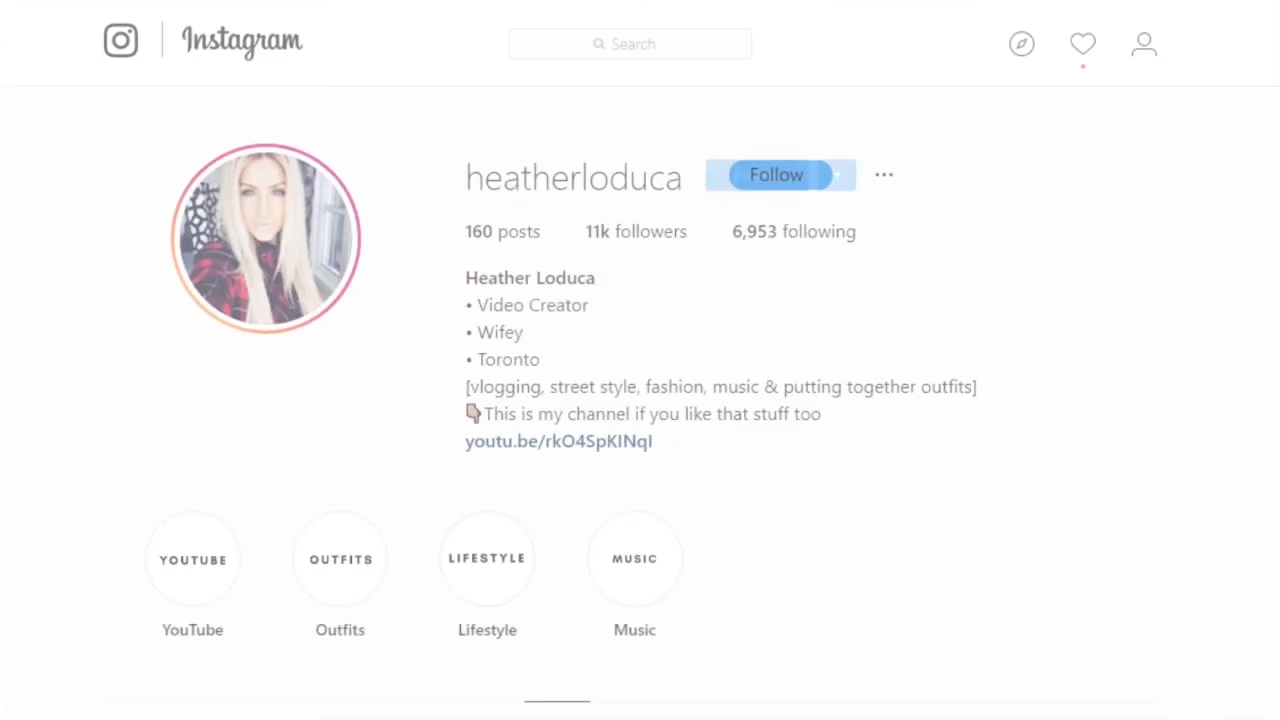 Instagram
Search
heatherloduca Follow
160 posts 11k followers 6,953 following
Heather Loduca
• Video Creator
• Wifey
• Toronto
[vlogging, street style, fashion, music & putting together outfits]
👇🏽This is my channel if you like that stuff too
youtu.be/rkO4SpKlNqI
YOUTUBE OUTFITS LIFESTYLE MUSIC
YouTube Outfits Lifestyle Music